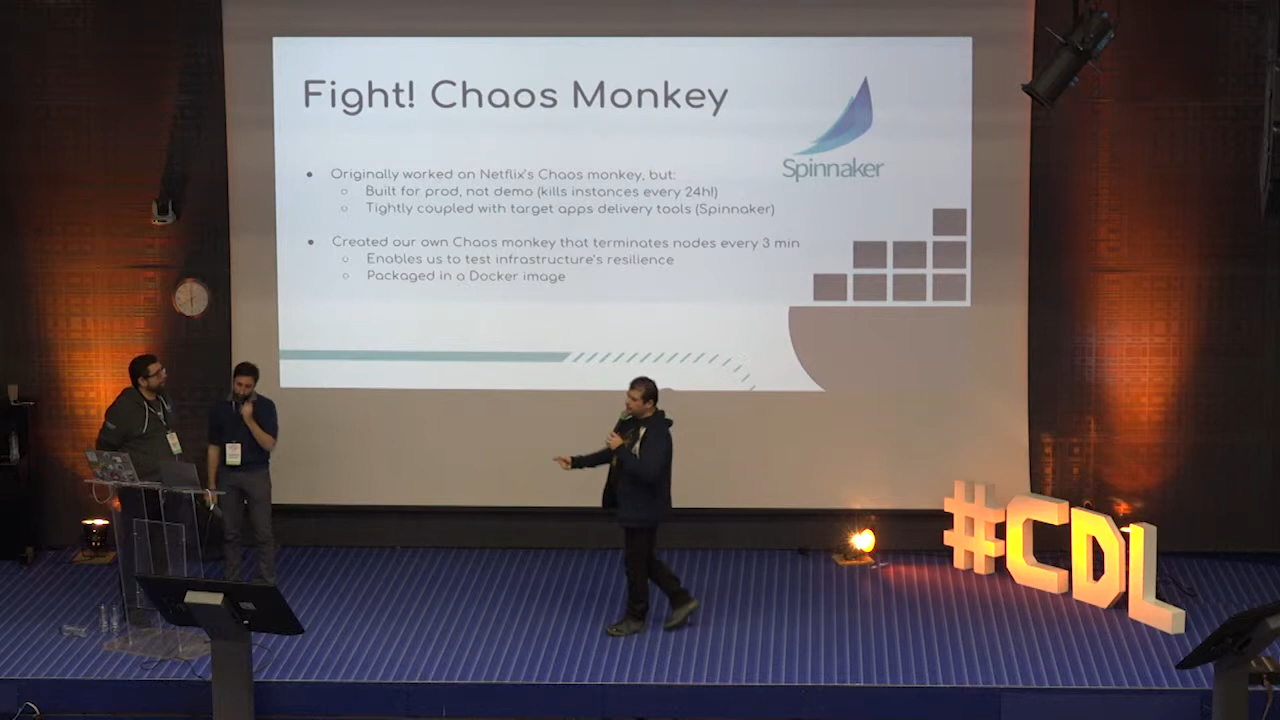 Fight! Chaos Monkey
Spinnaker
● Originally worked on Netflix's Chaos monkey, but:
○ Built for prod, not demo (kills instances every 24h!)
○ Tightly coupled with target apps delivery tools (Spinnaker)
● Created our own Chaos monkey that terminates nodes every 3 min
○ Enables us to test infrastructure's resilience
○ Packaged in a Docker image
#CDL